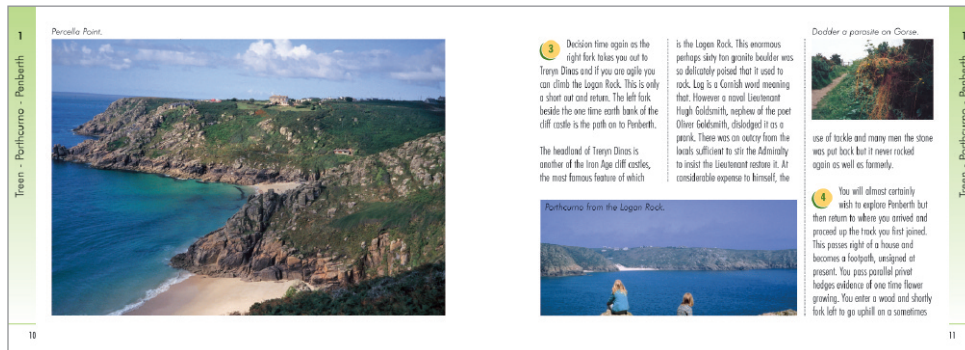 1
Treen - Porthcurno - Penberth
10
Percella Point.
3 Decision time again as the
right fork takes you out to
Treryn Dinas and if you are agile you
can climb the Logan Rock. This is only
a short out and return. The left fork
beside the one time earth bank of the
cliff castle is the path on to Penberth.
The headland of Treryn Dinas is
another of the Iron Age cliff castles,
the most famous feature of which
is the Logan Rock. This enormous
perhaps sixty ton granite boulder was
so delicately poised that it used to
rock. Log is a Cornish word meaning
that. However a naval Lieutenant
Hugh Goldsmith, nephew of the poet
Oliver Goldsmith, dislodged it as a
prank. There was an outcry from the
locals sufficient to stir the Admiralty
to insist the Lieutenant restore it. At
considerable expense to himself, the
Porthcurno from the Logan Rock.
Dodder a parasite on Gorse.
use of tackle and many men the stone
was put back but it never rocked
again as well as formerly.
4 You will almost certainly
wish to explore Penberth but
then return to where you arrived and
proceed up the track you first joined.
This passes right of a house and
becomes a footpath, unsigned at
present. You pass parallel privet
hedges evidence of one time flower
growing. You enter a wood and shortly
fork left to go uphill on a sometimes
11